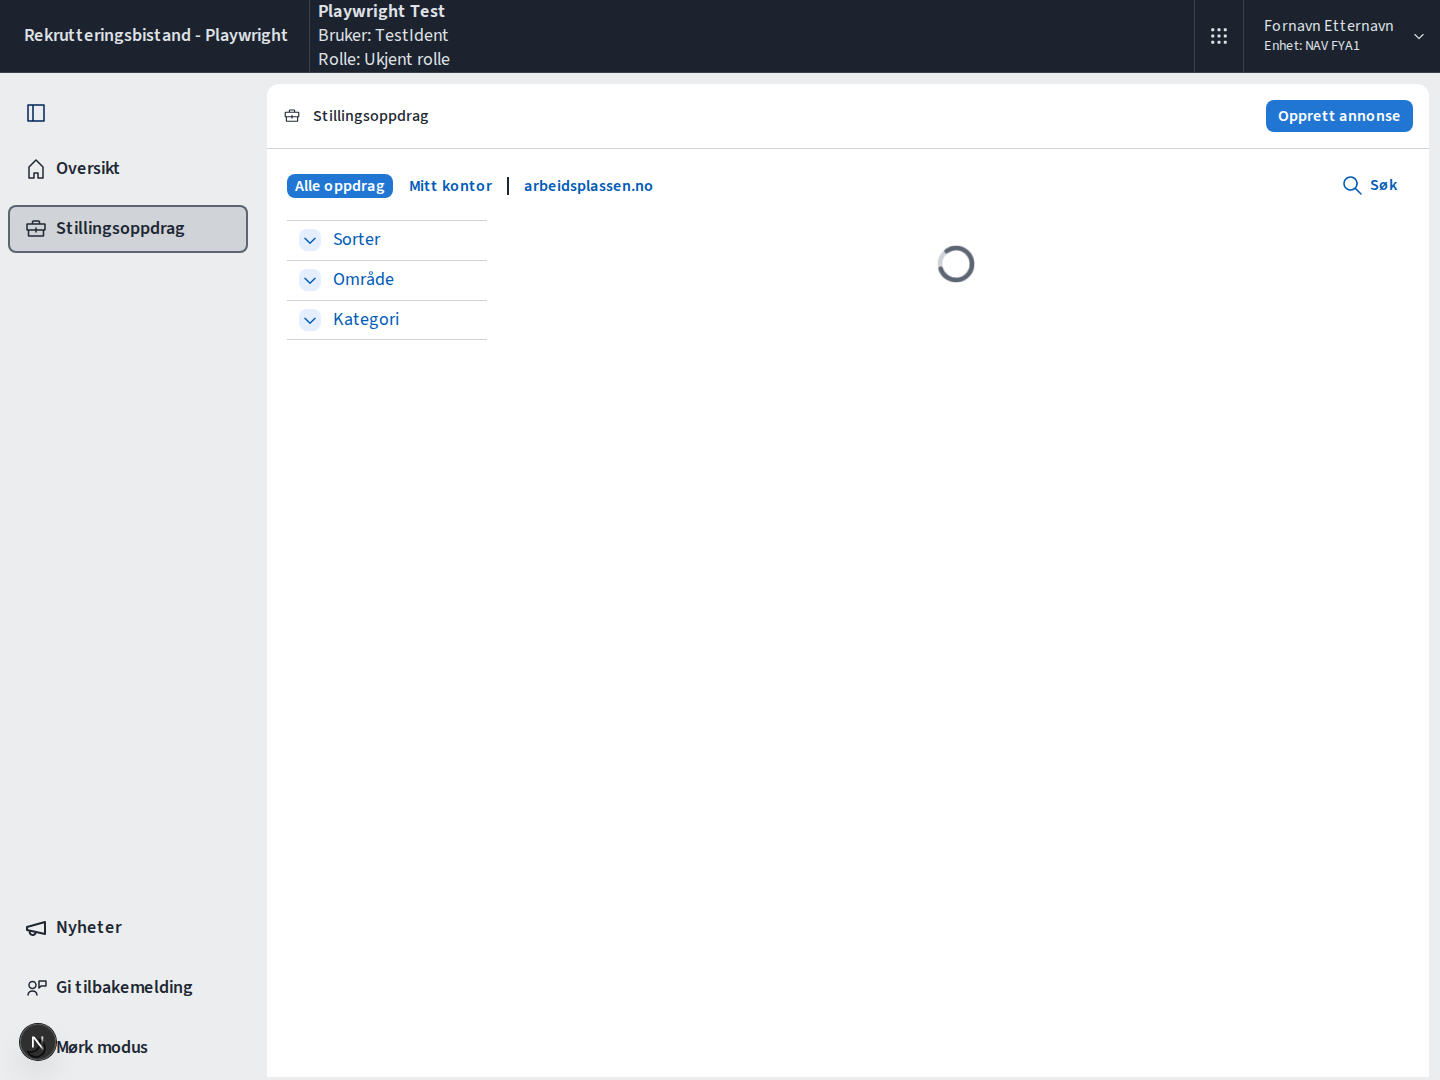 Rekrutteringsbistand - Playwright
Playwright Test
Bruker: TestIdent
Rolle: Ukjent rolle
Fornavn Etternavn
Enhet: NAV FYA1
Oversikt
Stillingsoppdrag
Stillingsoppdrag
Opprett annonse
Alle oppdrag
Mitt kontor
arbeidsplassen.no
Søk
Sorter
Område
Kategori
Nyheter
Gi tilbakemelding
N
Mørk modus